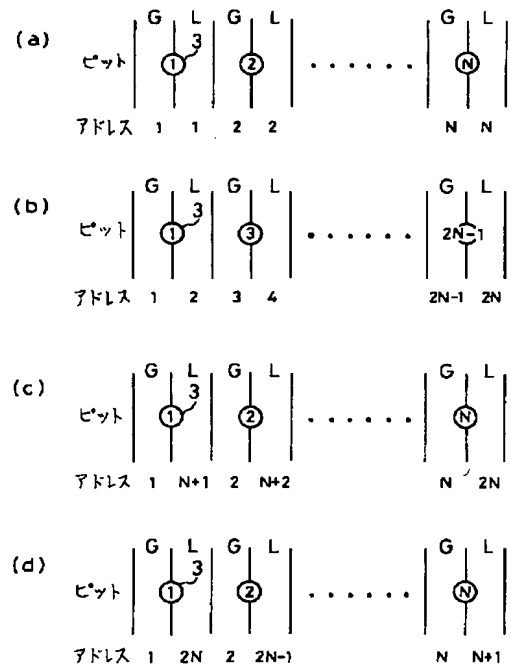 (a)
G L G L G L
3
ピット ① ② ・・・・・・ Ⓝ
アドレス 1 1 2 2 N N
(b)
G L G L G L
3
ピット ① ③ ・・・・・・ 2N-1
アドレス 1 2 3 4 2N-1 2N
(c)
G L G L G L
3
ピット ① ② ・・・・・・ Ⓝ
アドレス 1 N+1 2 N+2 N 2N
(d)
G L G L G L
3
ピット ① ② ・・・・・・ Ⓝ
アドレス 1 2N 2 2N-1 N N+1